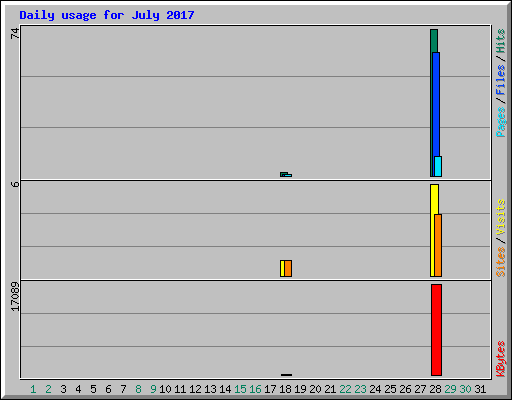 Daily usage for July 2017
74
Pages / Files / Hits
6
Sites / Visits
17089
KBytes
1 2 3 4 5 6 7 8 9 10 11 12 13 14 15 16 17 18 19 20 21 22 23 24 25 26 27 28 29 30 31